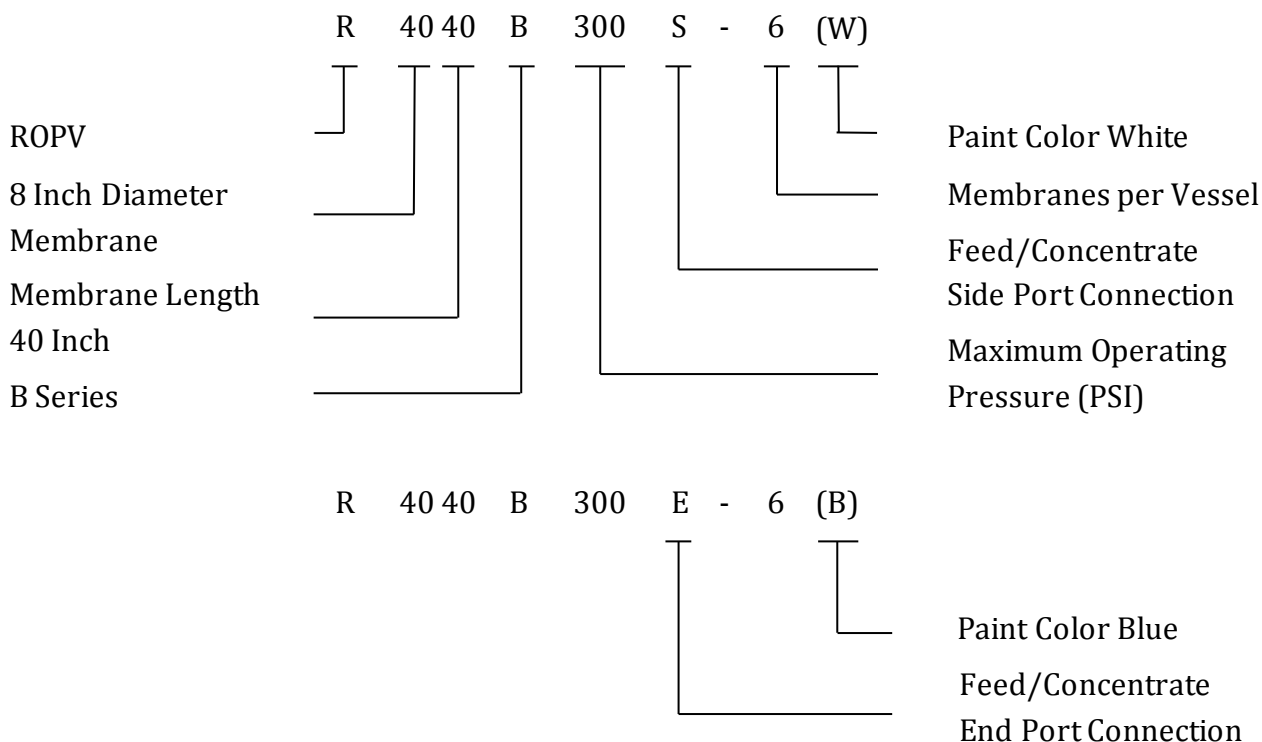 R 40 40 B 300 S - 6 (W)
ROPV
8 Inch Diameter
Membrane
Membrane Length
40 Inch
B Series
Paint Color White
Membranes per Vessel
Feed/Concentrate
Side Port Connection
Maximum Operating
Pressure (PSI)
R 40 40 B 300 E - 6 (B)
Paint Color Blue
Feed/Concentrate
End Port Connection